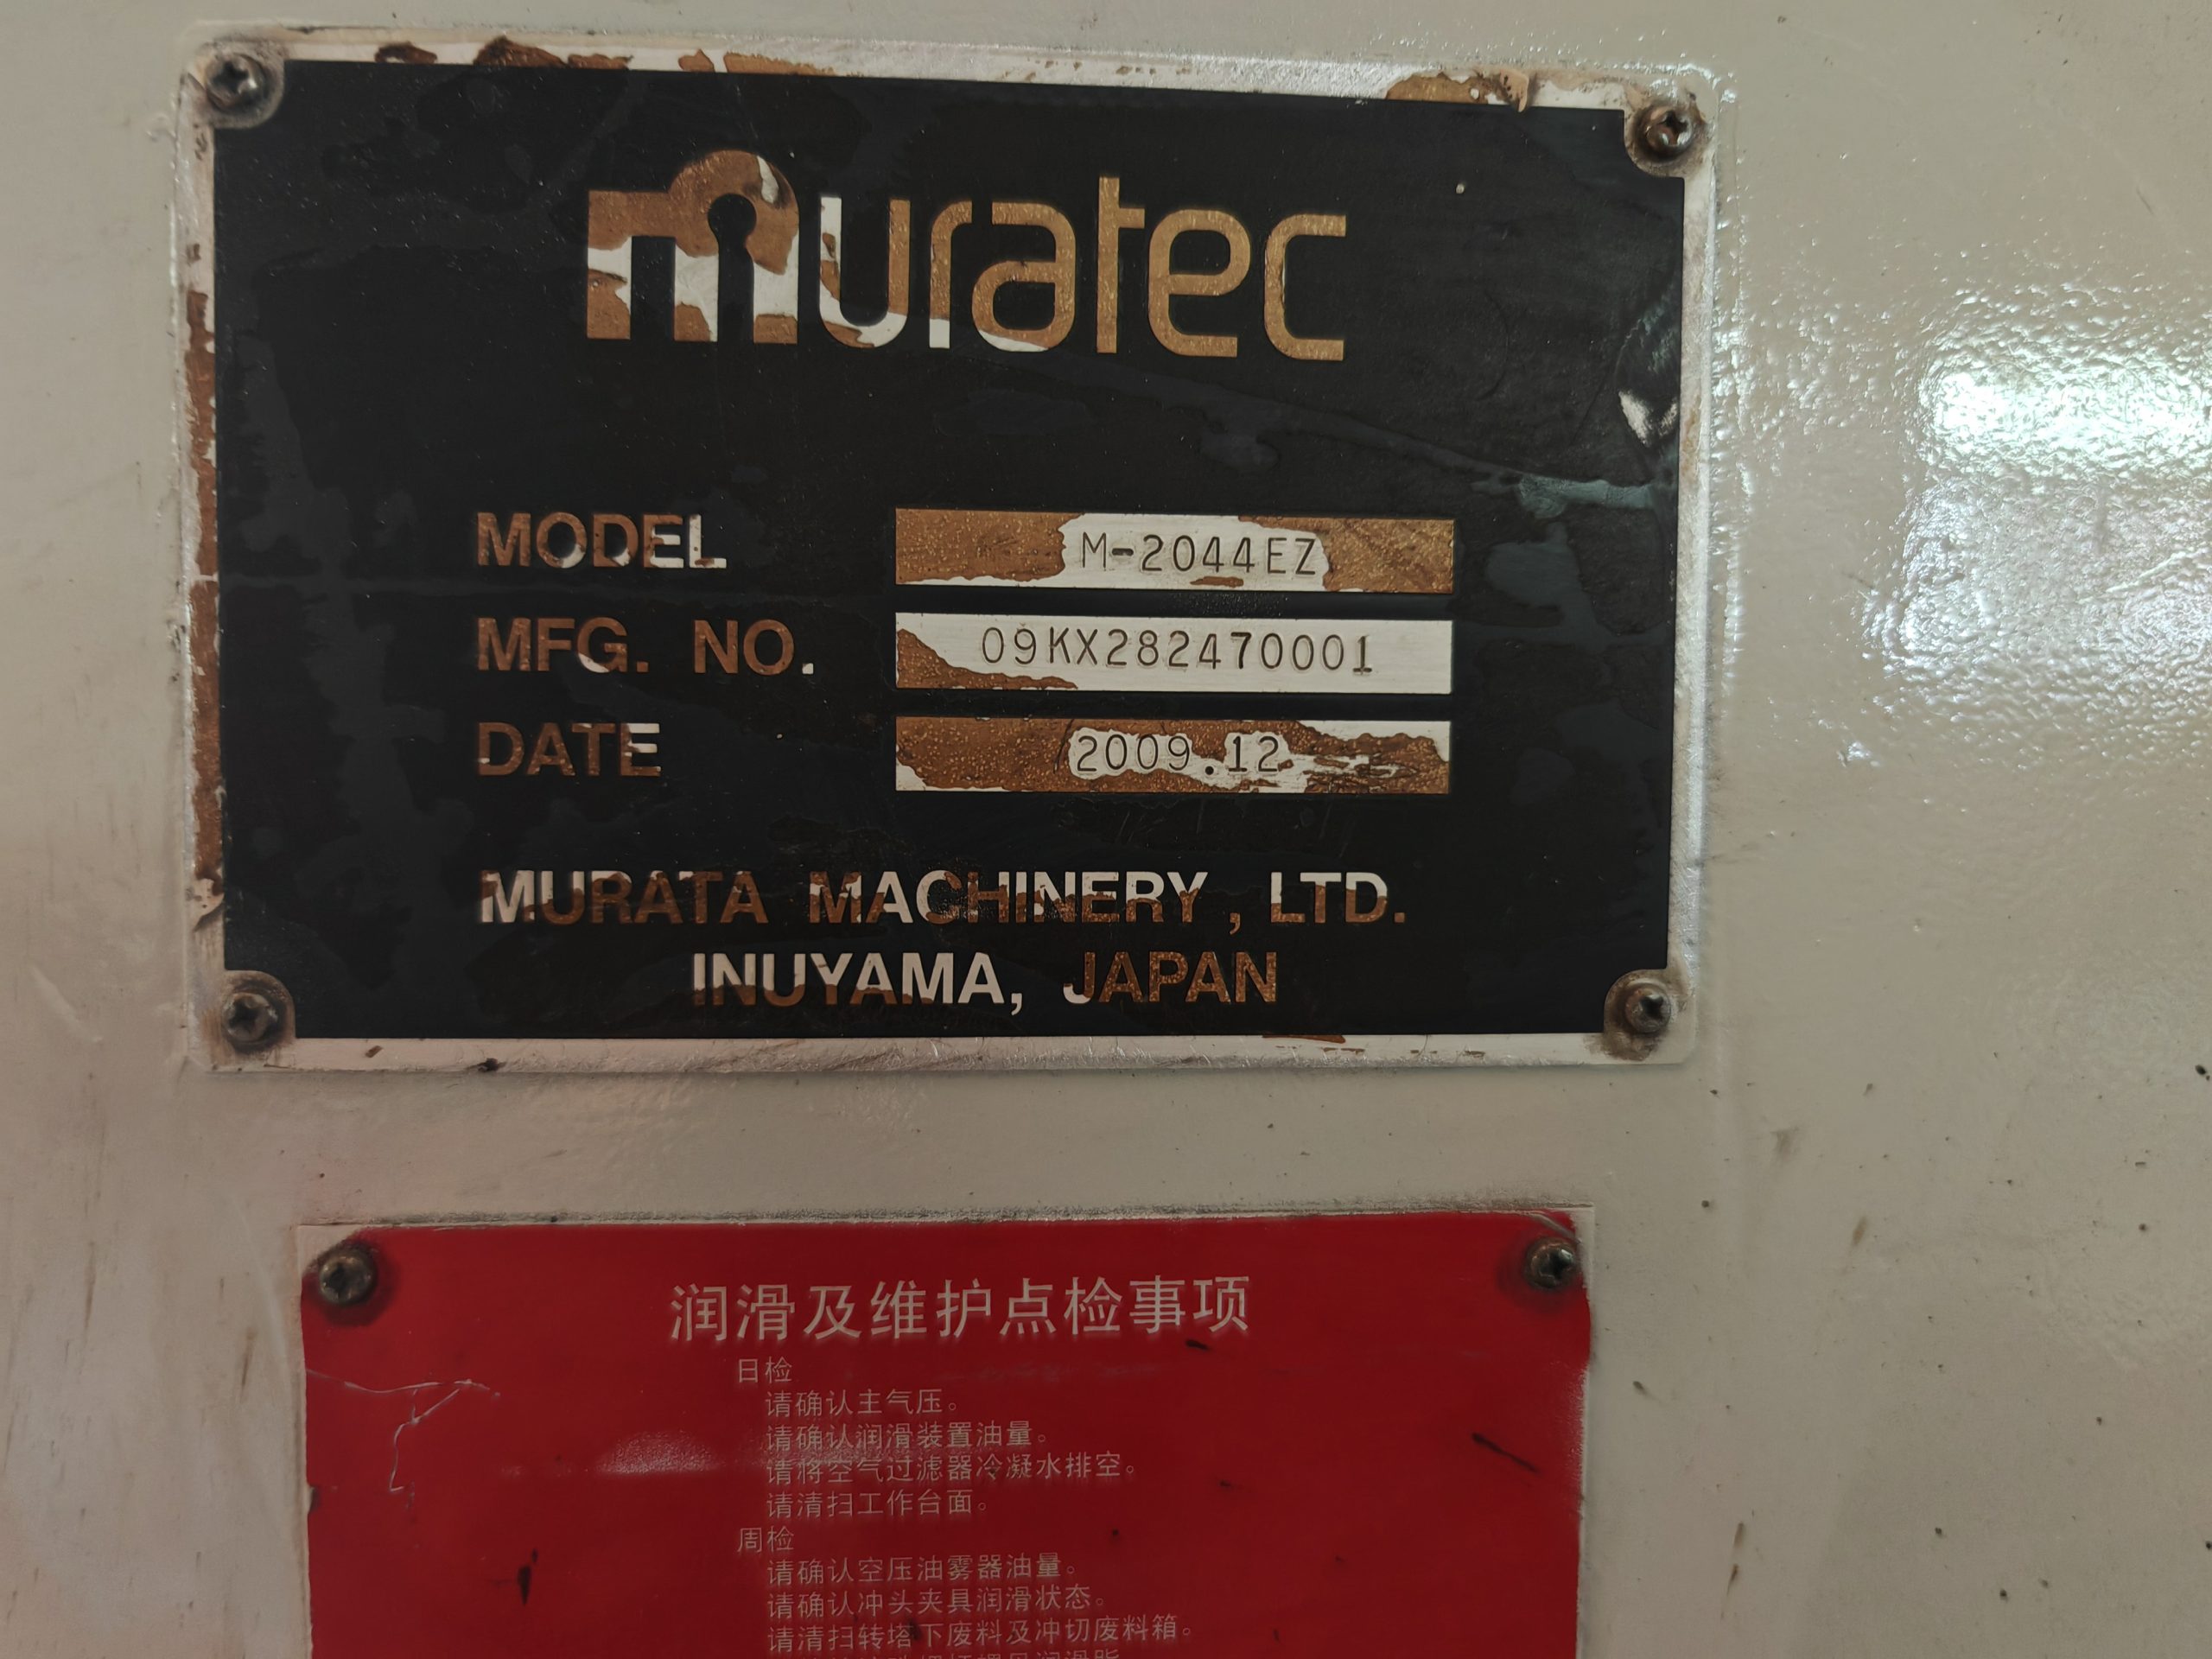 muratec
MODEL M-2044EZ
MFG. NO. 09KX282470001
DATE 2009.12
MURATA MACHINERY, LTD.
INUYAMA, JAPAN
润滑及维护点检事项
日检
请确认主气压。
请确认润滑装置油量。
请将空气过滤器冷凝水排空。
请清扫工作台面。
周检
请确认空压油雾器油量。
请确认冲头夹具润滑状态。
请清扫转塔下废料及冲切废料箱。